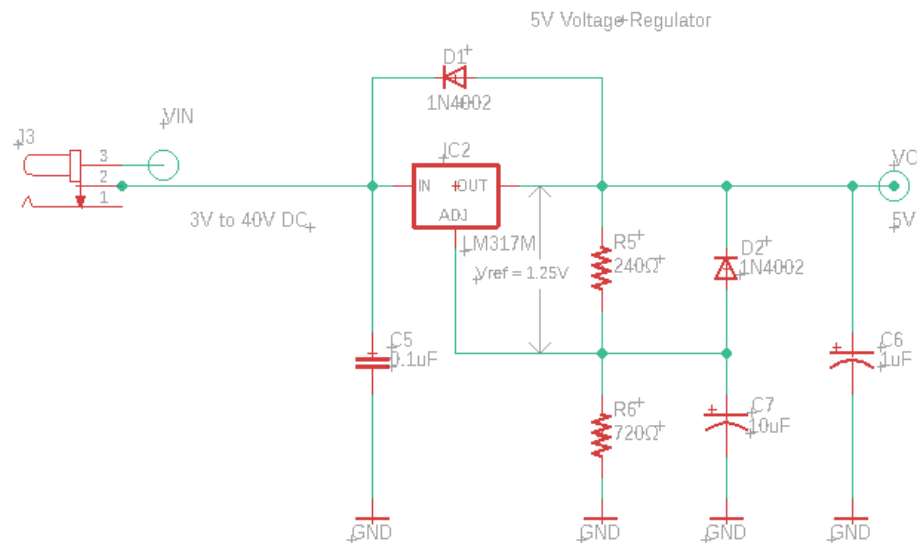 5V Voltage Regulator
D1
1N4002
J3
VIN
3
2
1
3V to 40V DC
IC2
IN
OUT
ADJ
LM317M
Vref = 1.25V
R5
240Ω
D2
1N4002
VO
5V
C5
0.1uF
C6
1uF
R6
720Ω
C7
10uF
GND
GND
GND
GND